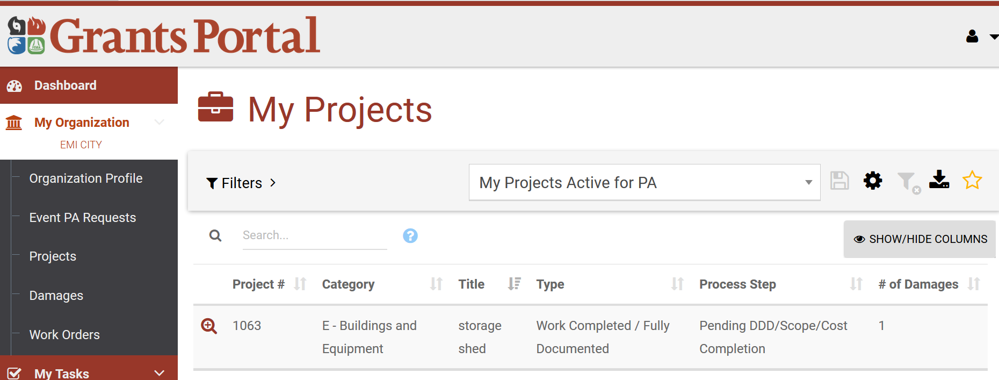 FEMA
Grants Portal
Dashboard
My Organization
EMI CITY
Organization Profile
Event PA Requests
Projects
Damages
Work Orders
My Tasks
My Projects
Filters
My Projects Active for PA
Search...
?
SHOW/HIDE COLUMNS
Project # Category Title Type Process Step # of Damages
1063 E - Buildings and storage Work Completed / Fully Pending DDD/Scope/Cost 1
Equipment shed Documented Completion